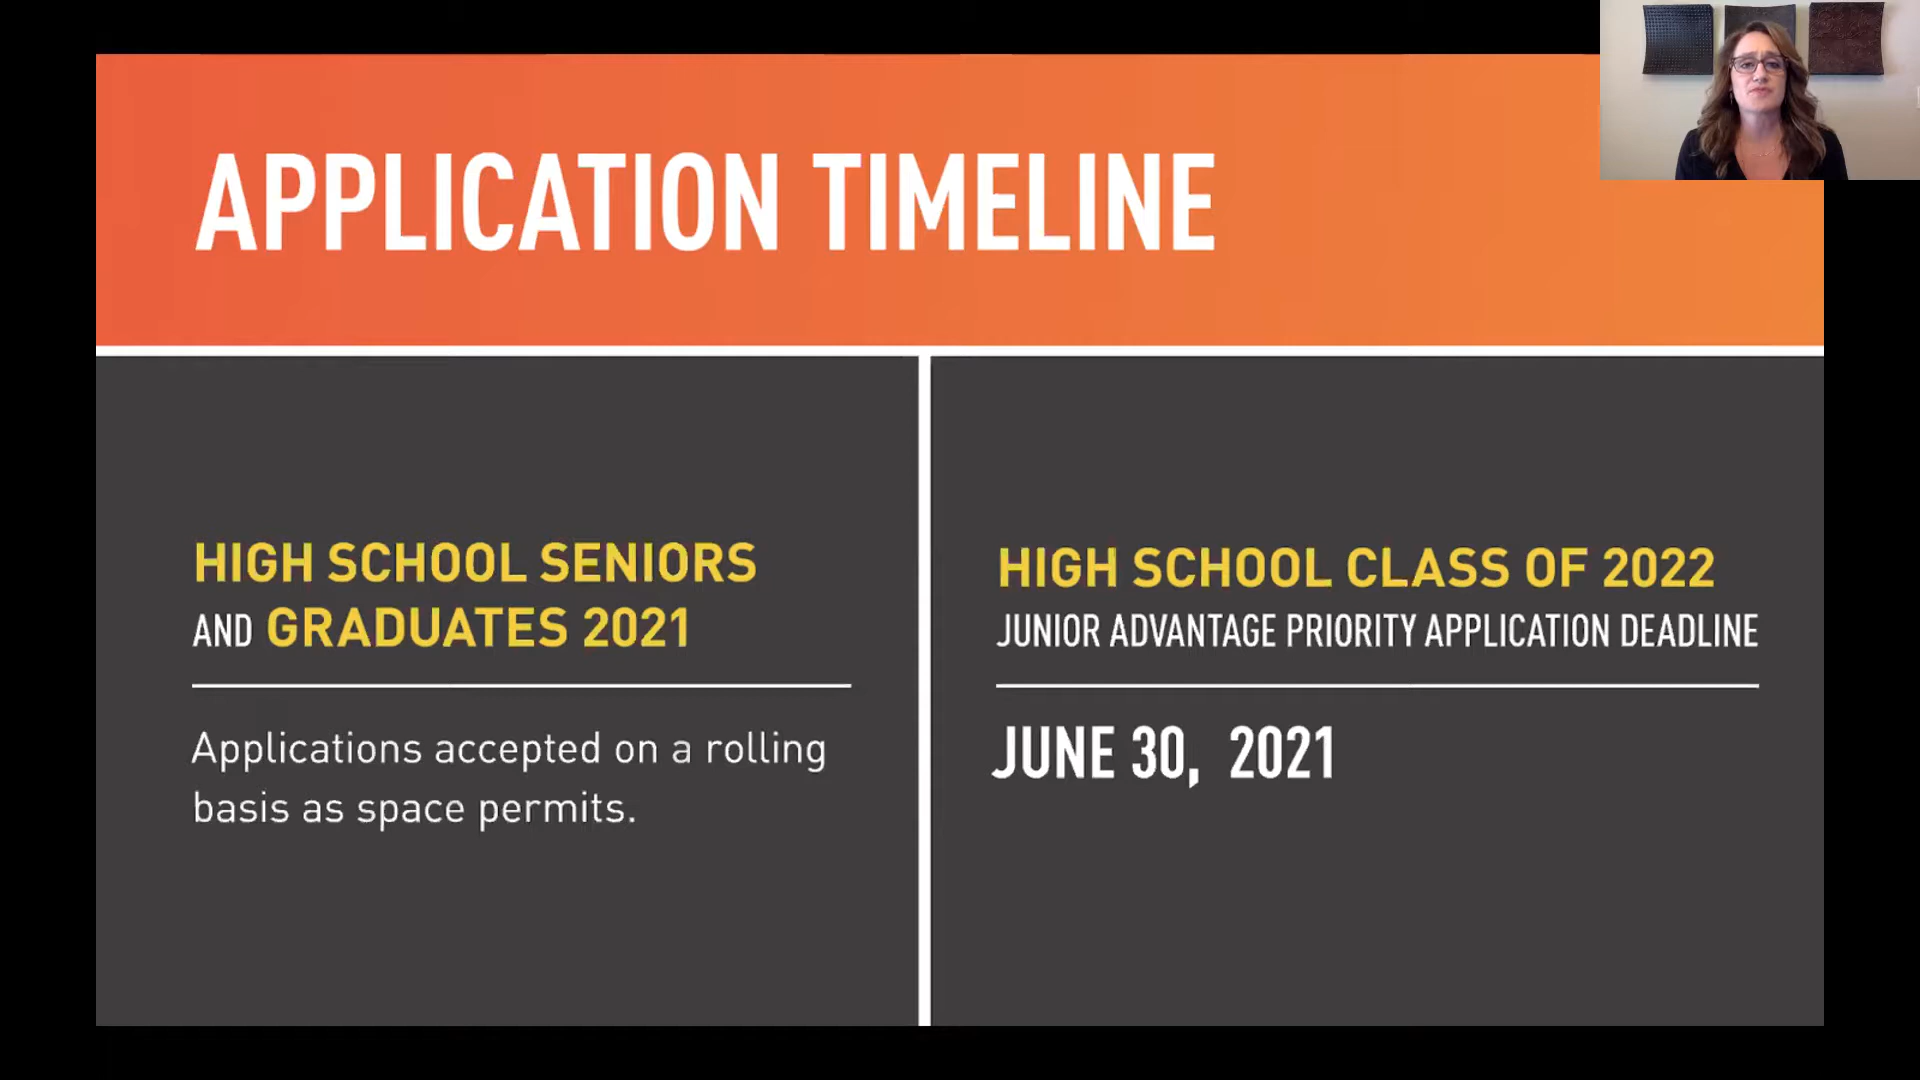 APPLICATION TIMELINE
HIGH SCHOOL SENIORS
AND GRADUATES 2021
Applications accepted on a rolling
basis as space permits.
HIGH SCHOOL CLASS OF 2022
JUNIOR ADVANTAGE PRIORITY APPLICATION DEADLINE
JUNE 30, 2021